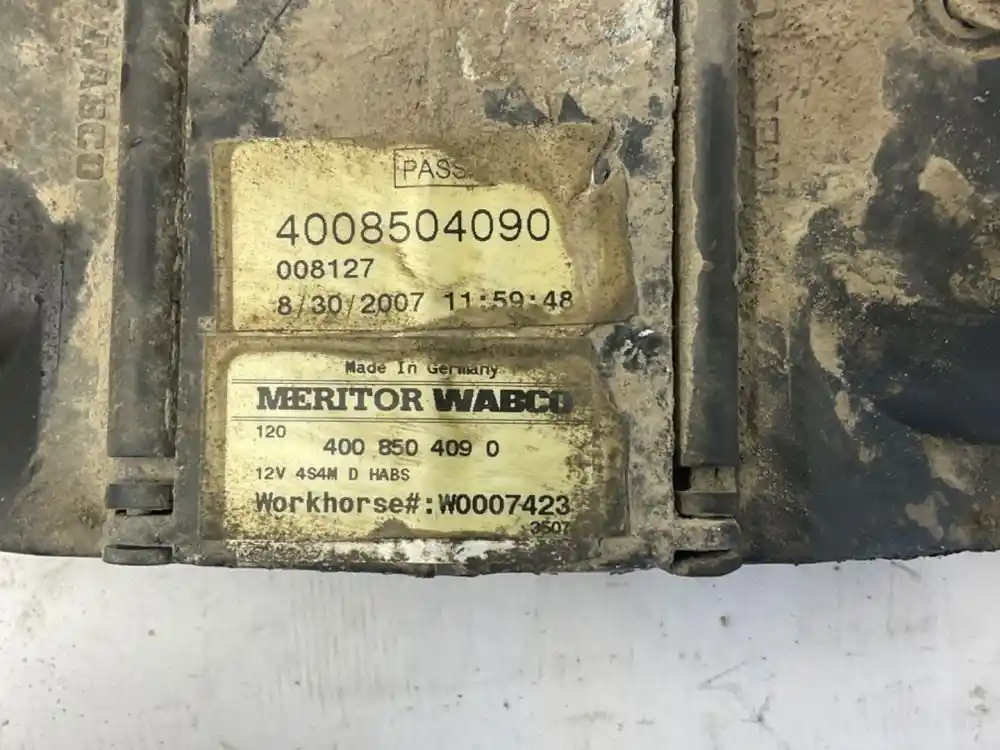 WABCO
PASS
4008504090
008127
8/30/2007 11:59:48
Made In Germany
MERITOR WABCO
120
400 850 409 0
12V 4S4M D HABS
Workhorse#: W0007423
3507